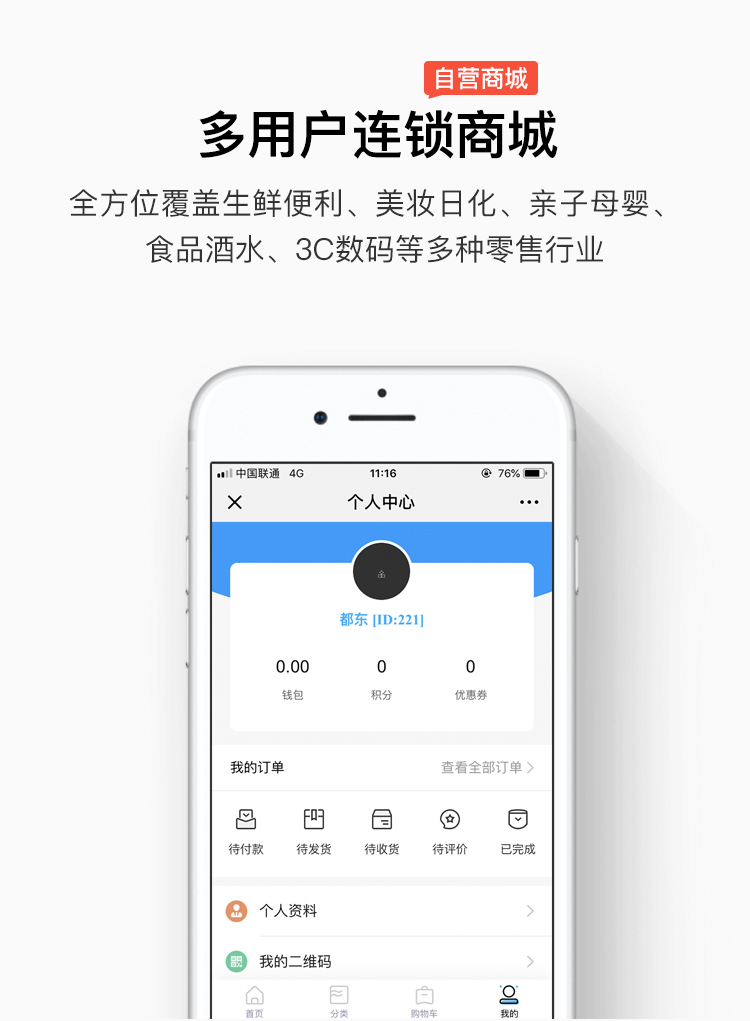 自营商城
多用户连锁商城
全方位覆盖生鲜便利、美妆日化、亲子母婴、
食品酒水、3C数码等多种零售行业
中国联通 4G 11:16 76%
个人中心
都东 [ID:221]
0.00 0 0
钱包 积分 优惠券
我的订单 查看全部订单
待付款 待发货 待收货 待评价 已完成
个人资料
我的二维码
首页 分类 购物车 我的